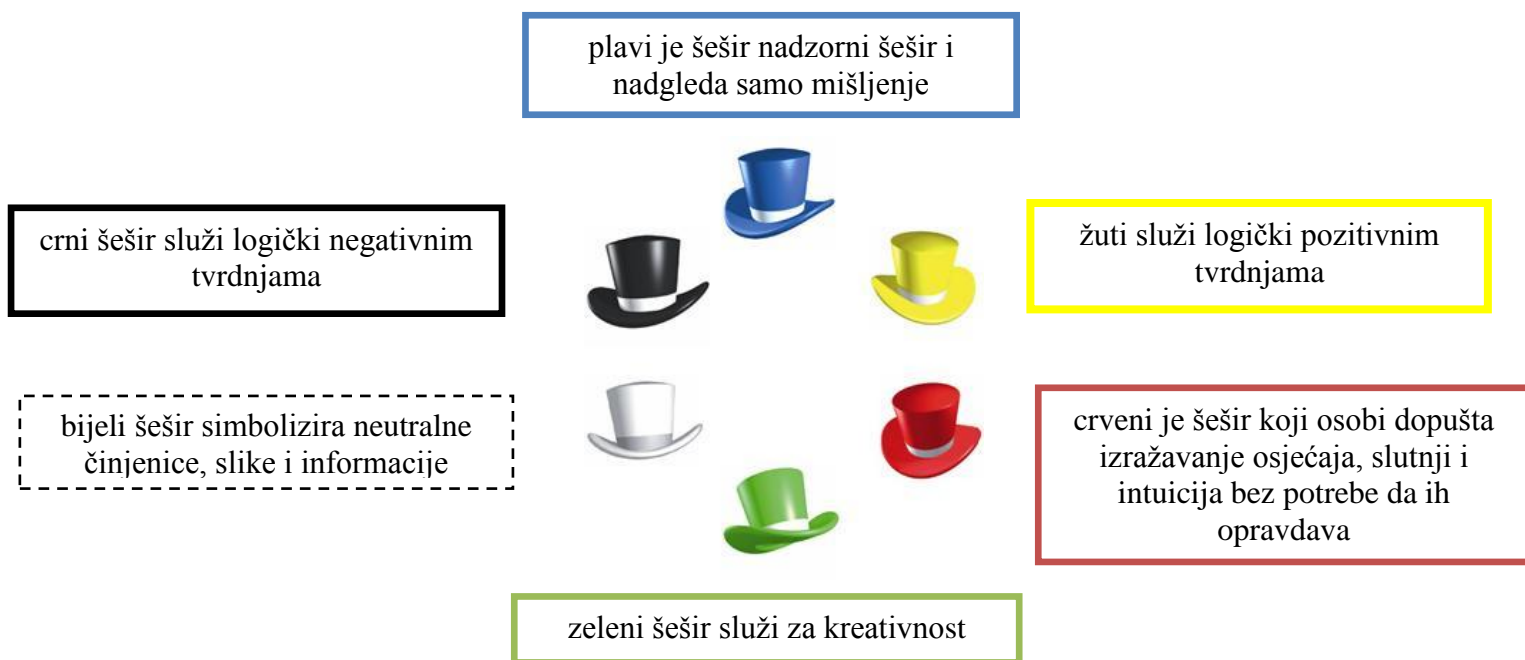 plavi je šešir nadzorni šešir i
nadgleda samo mišljenje
crni šešir služi logički negativnim
tvrdnjama
žuti služi logički pozitivnim
tvrdnjama
bijeli šešir simbolizira neutralne
činjenice, slike i informacije
crveni je šešir koji osobi dopušta
izražavanje osjećaja, slutnji i
intuicija bez potrebe da ih
opravdava
zeleni šešir služi za kreativnost